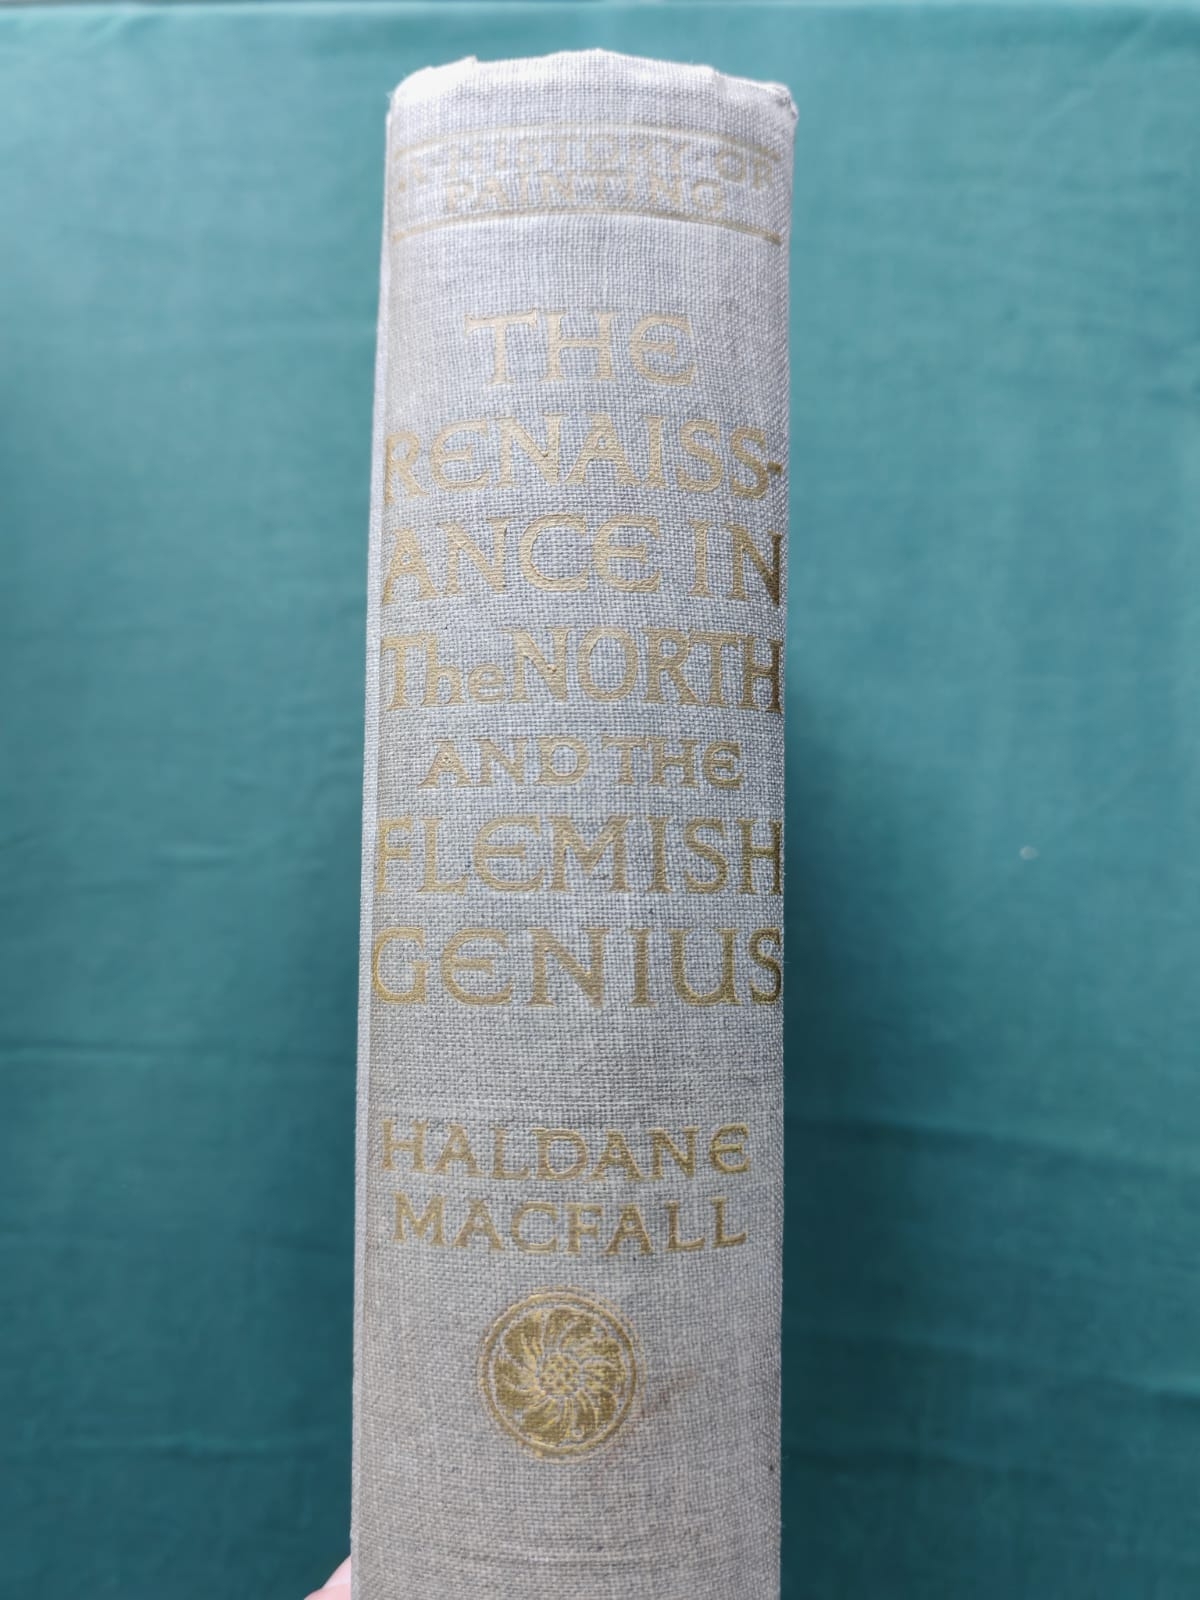 A·HISTORY·OF
PAINTING
THE
RENAISS-
ANCE IN
The NORTH
AND THE
FLEMISH
GENIUS
HALDANE
MACFALL